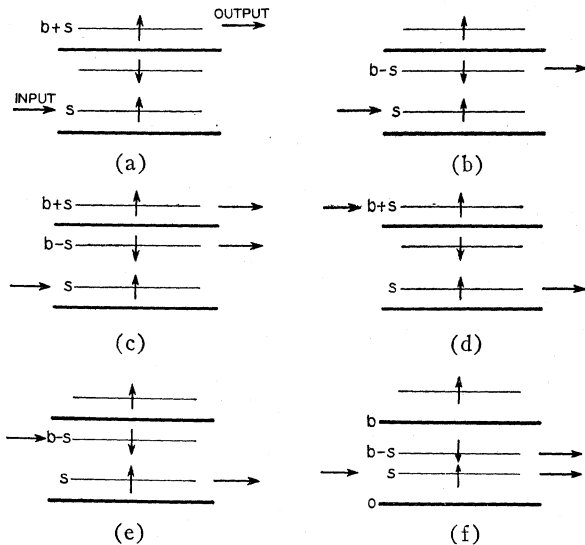 b+s OUTPUT
INPUT s
(a)
b-s
s
(b)
b+s
b-s
s
(c)
b+s
s
(d)
b-s
s
(e)
b
b-s
s
o
(f)